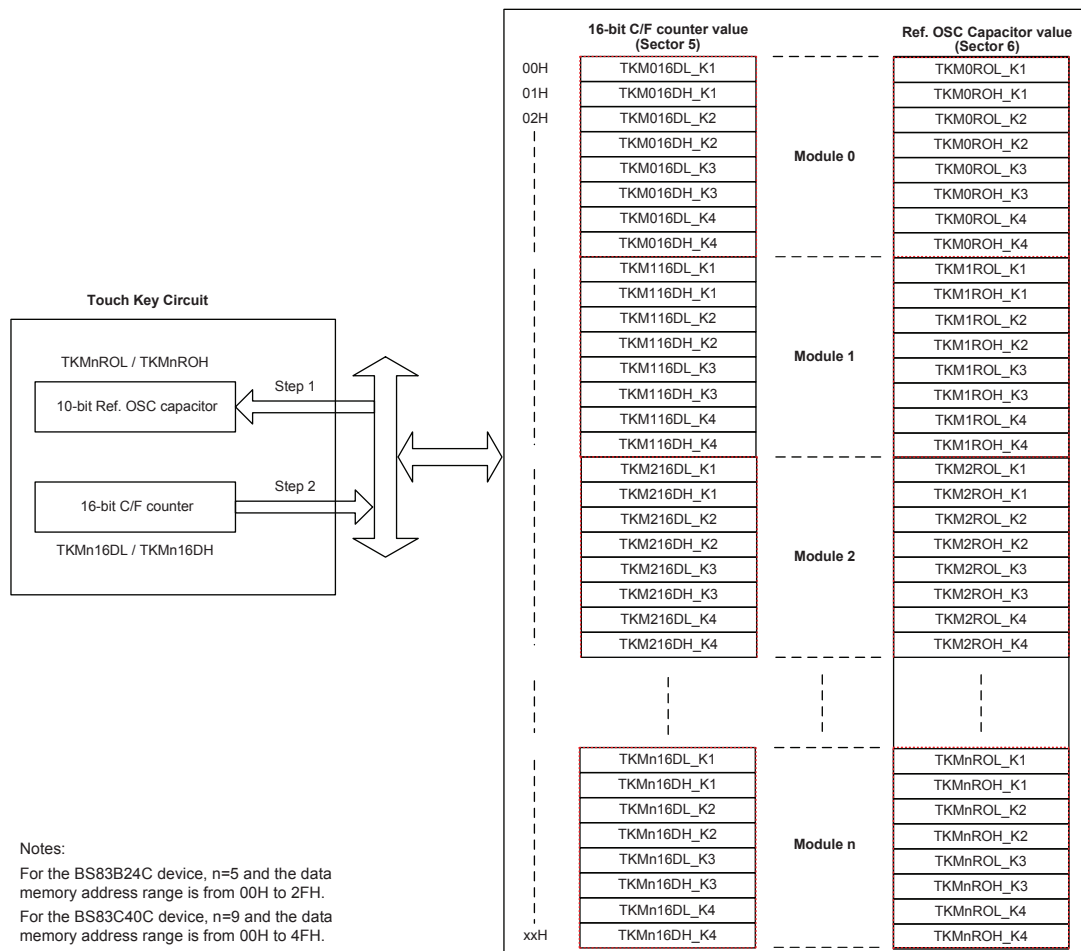 16-bit C/F counter value
(Sector 5)
Ref. OSC Capacitor value
(Sector 6)
00H
TKM016DL_K1
TKM0ROL_K1
01H
TKM016DH_K1
TKM0ROH_K1
02H
TKM016DL_K2
TKM0ROL_K2
TKM016DH_K2
TKM0ROH_K2
Module 0
TKM016DL_K3
TKM0ROL_K3
TKM016DH_K3
TKM0ROH_K3
TKM016DL_K4
TKM0ROL_K4
TKM016DH_K4
TKM0ROH_K4
TKM116DL_K1
TKM1ROL_K1
TKM116DH_K1
TKM1ROH_K1
TKM116DL_K2
TKM1ROL_K2
TKM116DH_K2
TKM1ROH_K2
Module 1
TKM116DL_K3
TKM1ROL_K3
TKM116DH_K3
TKM1ROH_K3
TKM116DL_K4
TKM1ROL_K4
TKM116DH_K4
TKM1ROH_K4
TKM216DL_K1
TKM2ROL_K1
TKM216DH_K1
TKM2ROH_K1
TKM216DL_K2
TKM2ROL_K2
TKM216DH_K2
TKM2ROH_K2
Module 2
TKM216DL_K3
TKM2ROL_K3
TKM216DH_K3
TKM2ROH_K3
TKM216DL_K4
TKM2ROL_K4
TKM216DH_K4
TKM2ROH_K4
TKMn16DL_K1
TKMnROL_K1
TKMn16DH_K1
TKMnROH_K1
TKMn16DL_K2
TKMnROL_K2
TKMn16DH_K2
TKMnROH_K2
Module n
TKMn16DL_K3
TKMnROL_K3
TKMn16DH_K3
TKMnROH_K3
TKMn16DL_K4
TKMnROL_K4
xxH
TKMn16DH_K4
TKMnROH_K4
Touch Key Circuit
TKMnROL / TKMnROH
10-bit Ref. OSC capacitor
Step 1
16-bit C/F counter
Step 2
TKMn16DL / TKMn16DH
Notes:
For the BS83B24C device, n=5 and the data
memory address range is from 00H to 2FH.
For the BS83C40C device, n=9 and the data
memory address range is from 00H to 4FH.